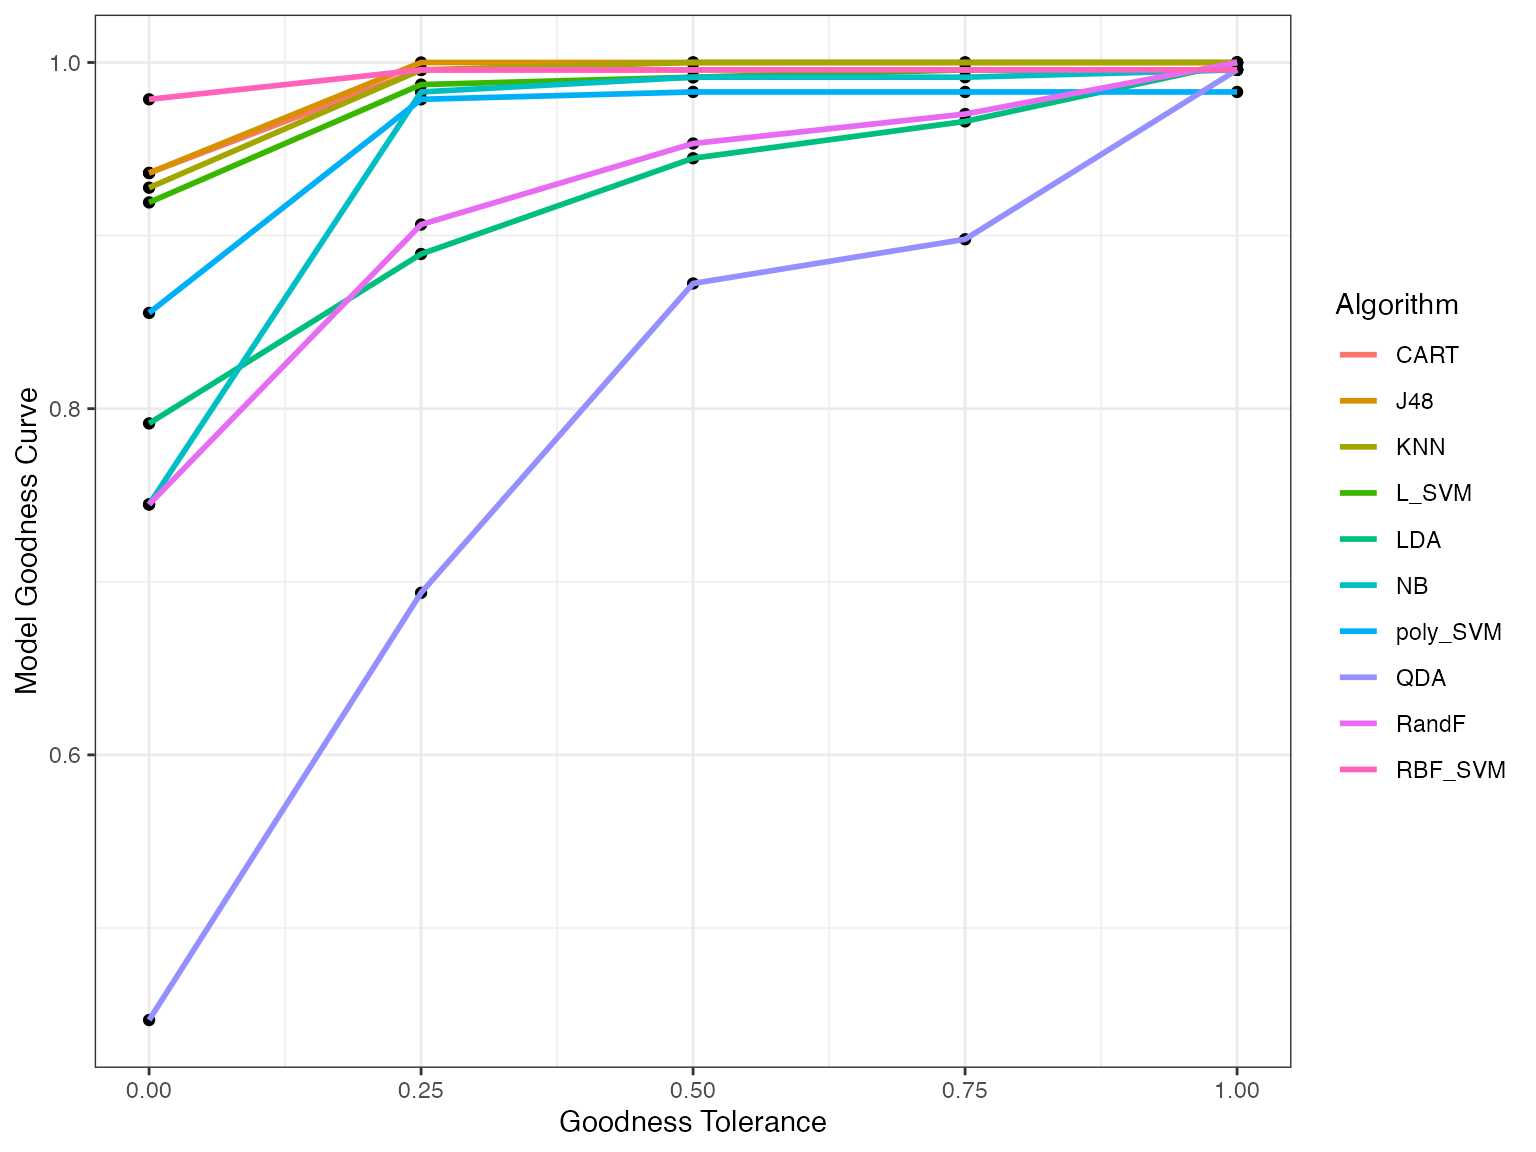 1.0
0.8
0.6
Model Goodness Curve
0.00 0.25 0.50 0.75 1.00
Goodness Tolerance
Algorithm
CART
J48
KNN
L_SVM
LDA
NB
poly_SVM
QDA
RandF
RBF_SVM